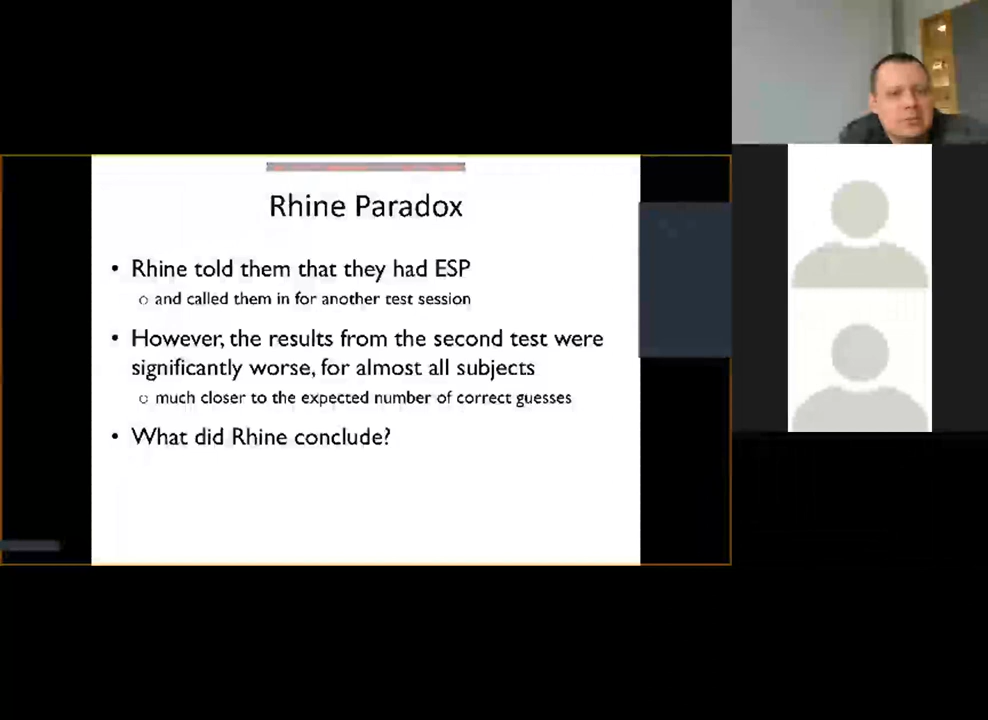 Rhine Paradox
• Rhine told them that they had ESP
○ and called them in for another test session
• However, the results from the second test were
significantly worse, for almost all subjects
○ much closer to the expected number of correct guesses
• What did Rhine conclude?